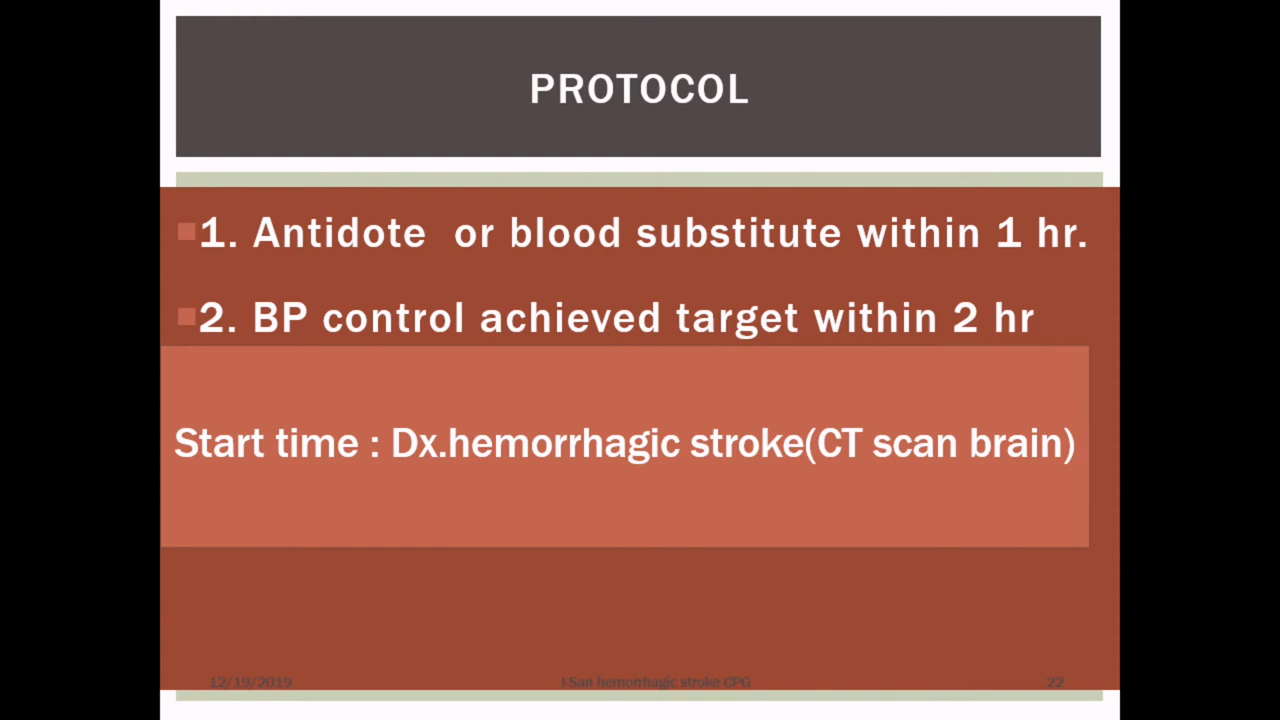 PROTOCOL
1. Antidote or blood substitute within 1 hr.
2. BP control achieved target within 2 hr
Start time : Dx.hemorrhagic stroke(CT scan brain)
12/19/2019
I-San hemorrhagic stroke CPG
22